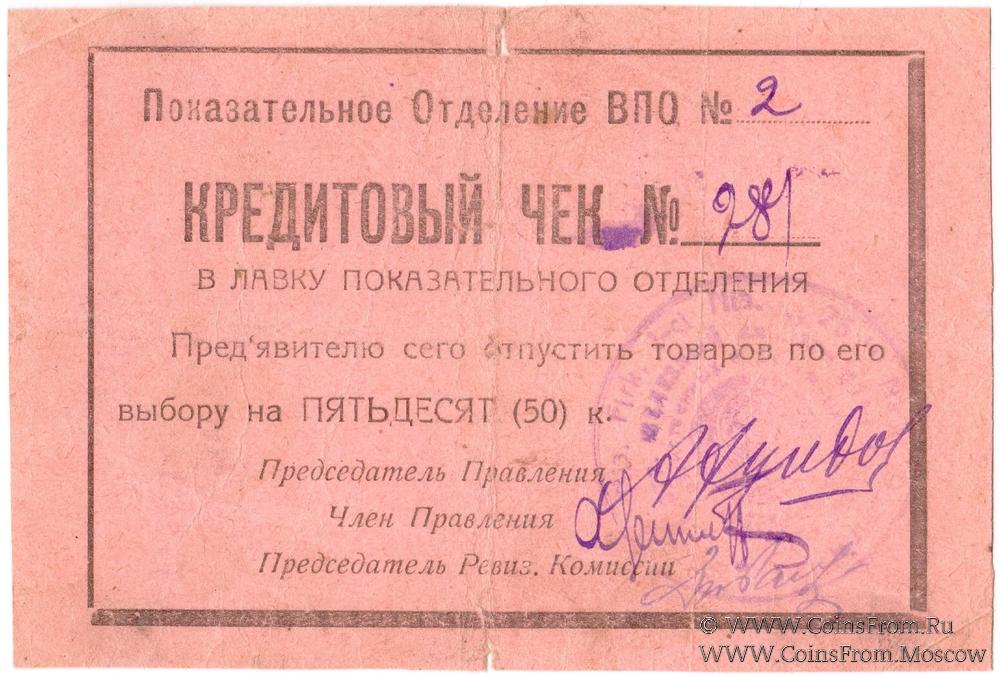 Показательное Отделение ВПО № 2
КРЕДИТОВЫЙ ЧЕК № 281
В ЛАВКУ ПОКАЗАТЕЛЬНОГО ОТДЕЛЕНИЯ
Пред'явителю сего отпустить товаров по его
выбору на ПЯТЬДЕСЯТ (50) к.
Председатель Правления
Член Правления
Председатель Ревиз. Комиссии
© WWW.CoinsFrom.Ru
WWW.CoinsFrom.Moscow